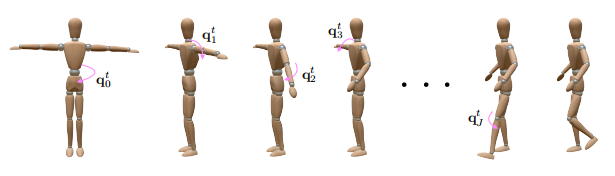 q_0^t
q_1^t
q_2^t
q_3^t
. . .
q_J^t